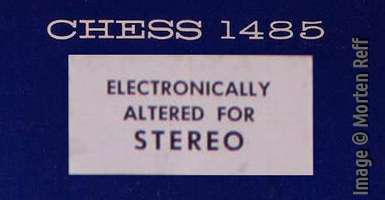 CHESS 1485
ELECTRONICALLY
ALTERED FOR
STEREO
Image © Morten Reff